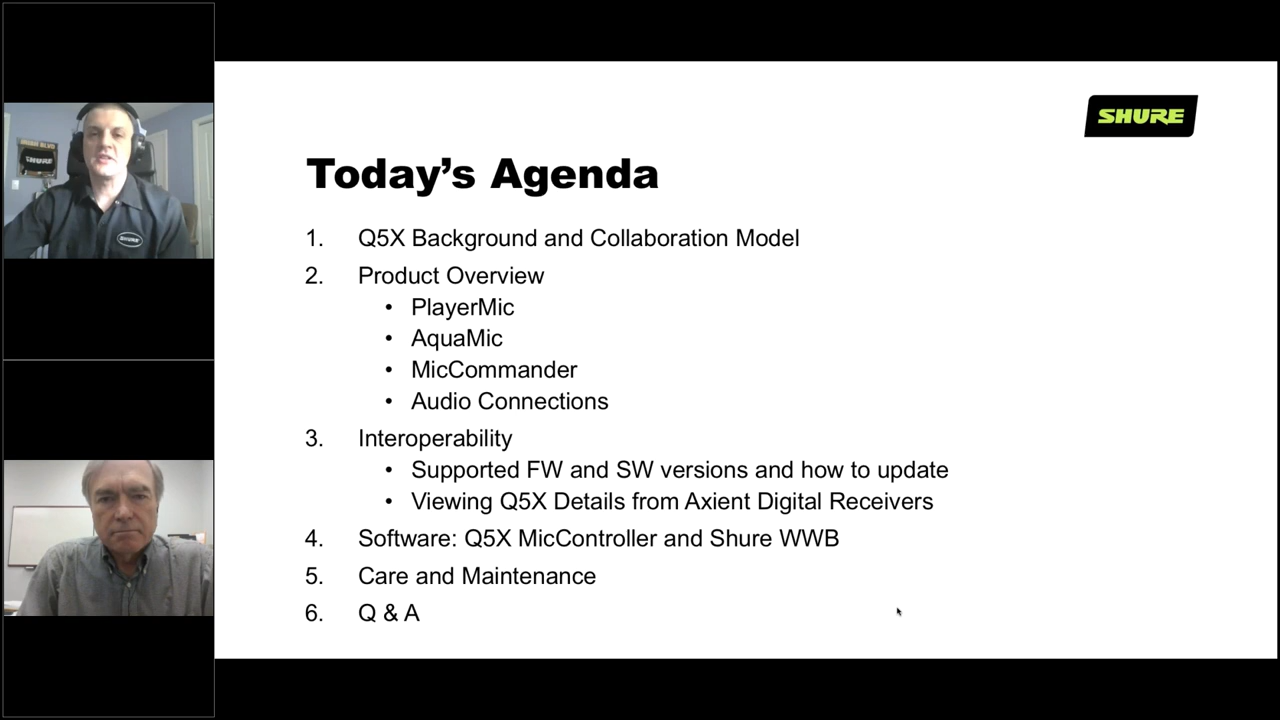 SHURE
Today's Agenda
1. Q5X Background and Collaboration Model
2. Product Overview
• PlayerMic
• AquaMic
• MicCommander
• Audio Connections
3. Interoperability
• Supported FW and SW versions and how to update
• Viewing Q5X Details from Axient Digital Receivers
4. Software: Q5X MicController and Shure WWB
5. Care and Maintenance
6. Q & A
SHURE
SHURE